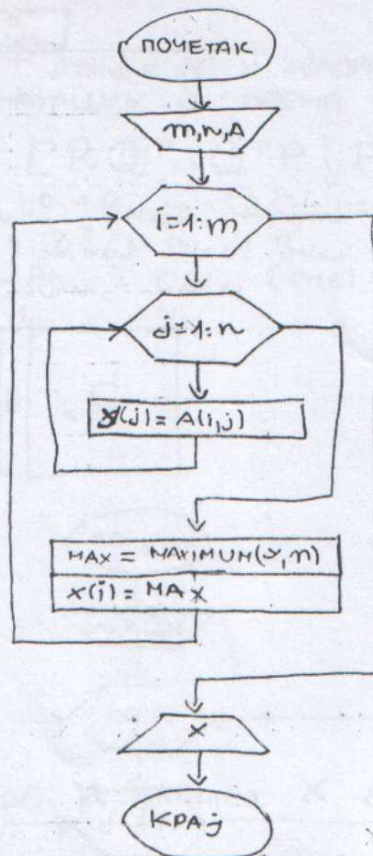 ПОЧЕТАК
m,n,A
i=1:m
j=1:n
y(j)=A(i,j)
MAX = MAXIMUM(y,n)
x(i)=MAX
x
КРАЈ